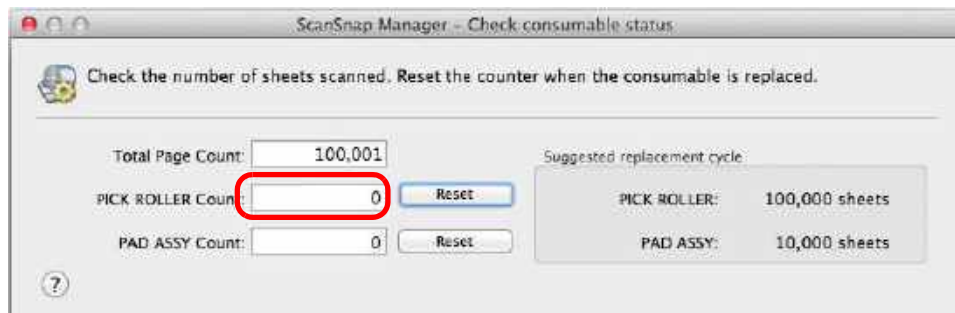 ScanSnap Manager – Check consumable status
Check the number of sheets scanned. Reset the counter when the consumable is replaced.
Total Page Count: 100,001
Suggested replacement cycle
PICK ROLLER Count: 0 Reset
PICK ROLLER: 100,000 sheets
PAD ASSY Count: 0 Reset
PAD ASSY: 10,000 sheets
?